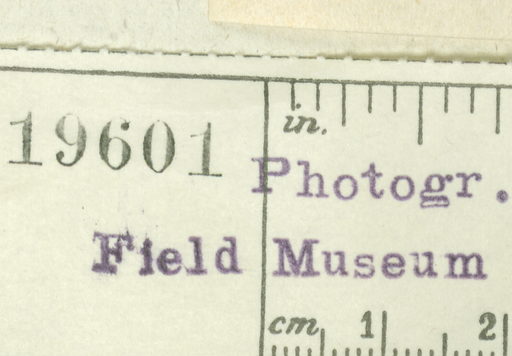 in.
19601
Photogr.
Field Museum
cm 1 2